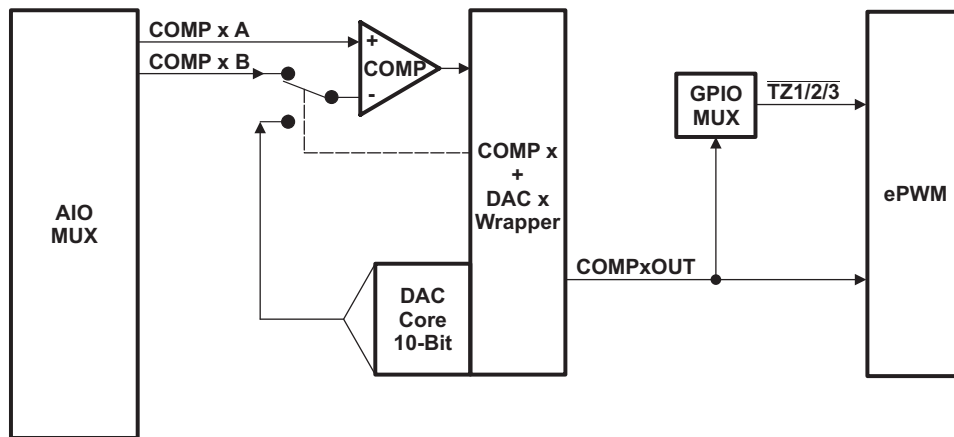 COMP x A
COMP x B
+
COMP
-
AIO
MUX
COMP x
+
DAC x
Wrapper
DAC
Core
10-Bit
COMPxOUT
GPIO
MUX
TZ1/2/3
ePWM